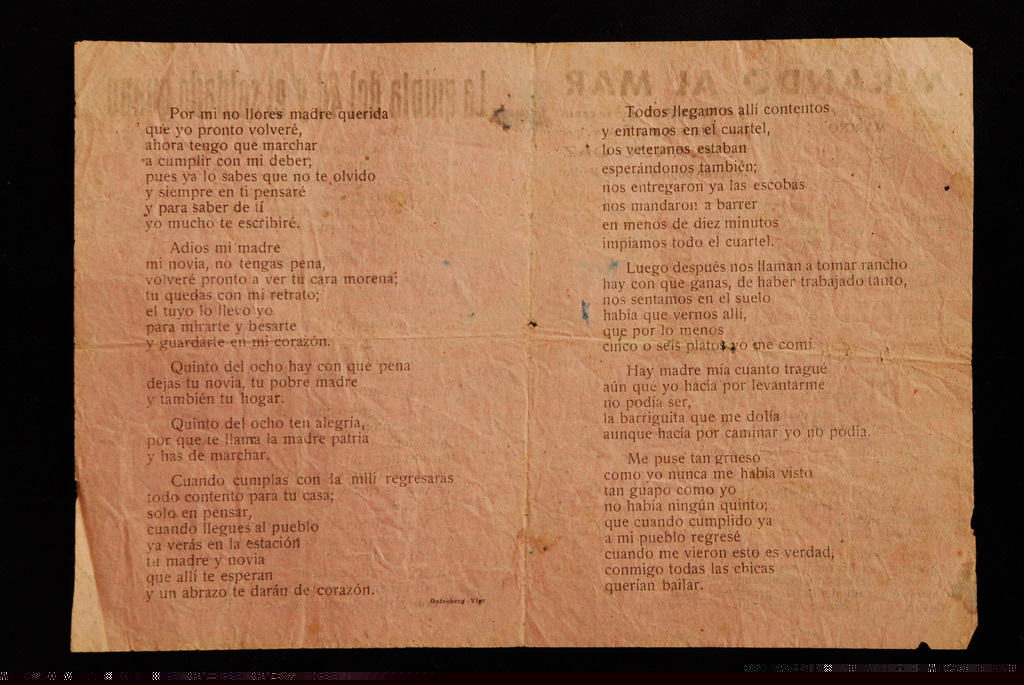 Por mi no llores madre querida
que yo pronto volveré,
ahora tengo que marchar
a cumplir con mi deber;
pues ya lo sabes que no te olvido
y siempre en ti pensaré
y para saber de tí
yo mucho te escribiré.
Adios mi madre
mi novia, no tengas pena,
volveré pronto a ver tu cara morena;
tu quedas con mi retrato;
el tuyo lo llevo yo
para mirarte y besarte
y guardarte en mi corazón.
Quinto del ocho hay con que pena
dejas tu novia, tu pobre madre
y también tu hogar.
Quinto del ocho ten alegría,
por que te llama la madre patria
y has de marchar.
Cuando cumplas con la mili regresaras
todo contento para tu casa;
solo en pensar,
cuando llegues al pueblo
ya verás en la estación
tu madre y novia
que allí te esperan
y un abrazo te darán de corazón.
Gutenberg - Vigo
Todos llegamos allí contentos
y entramos en el cuartel,
los veteranos estaban
esperándonos también;
nos entregaron ya las escobas
nos mandaron a barrer
en menos de diez minutos
impiamos todo el cuartel.
Luego después nos llaman a tomar rancho
hay con que ganas, de haber trabajado tanto,
nos sentamos en el suelo
había que vernos allí,
que por lo menos
cinco o seis platos yo me comí
Hay madre mía cuanto tragué
aún que yo hacía por levantarme
no podía ser,
la barriguita que me dolía
aunque hacía por caminar yo no podía.
Me puse tan grueso
como yo nunca me había visto
tan guapo como yo
no había ningún quinto;
que cuando cumplido ya
a mi pueblo regresé
cuando me vieron esto es verdad,
conmigo todas las chicas
querían bailar.